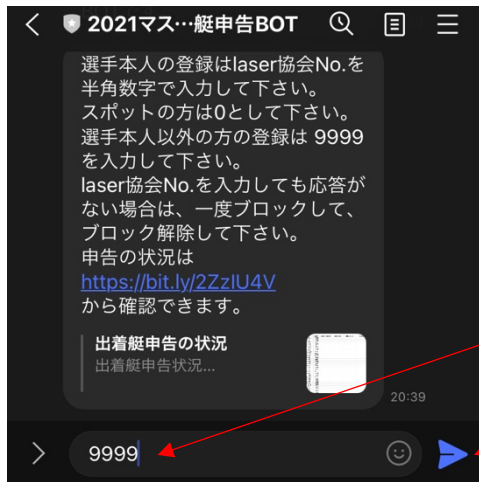 2021マス…艇申告BOT
選手本人の登録はlaser協会No.を
半角数字で入力して下さい。
スポットの方は0として下さい。
選手本人以外の方の登録は 9999
を入力して下さい。
laser協会No.を入力しても応答が
ない場合は、一度ブロックして、
ブロック解除して下さい。
申告の状況は
https://bit.ly/2ZzIU4V
から確認できます。
出着艇申告の状況
出着艇申告状況...
20:39
9999